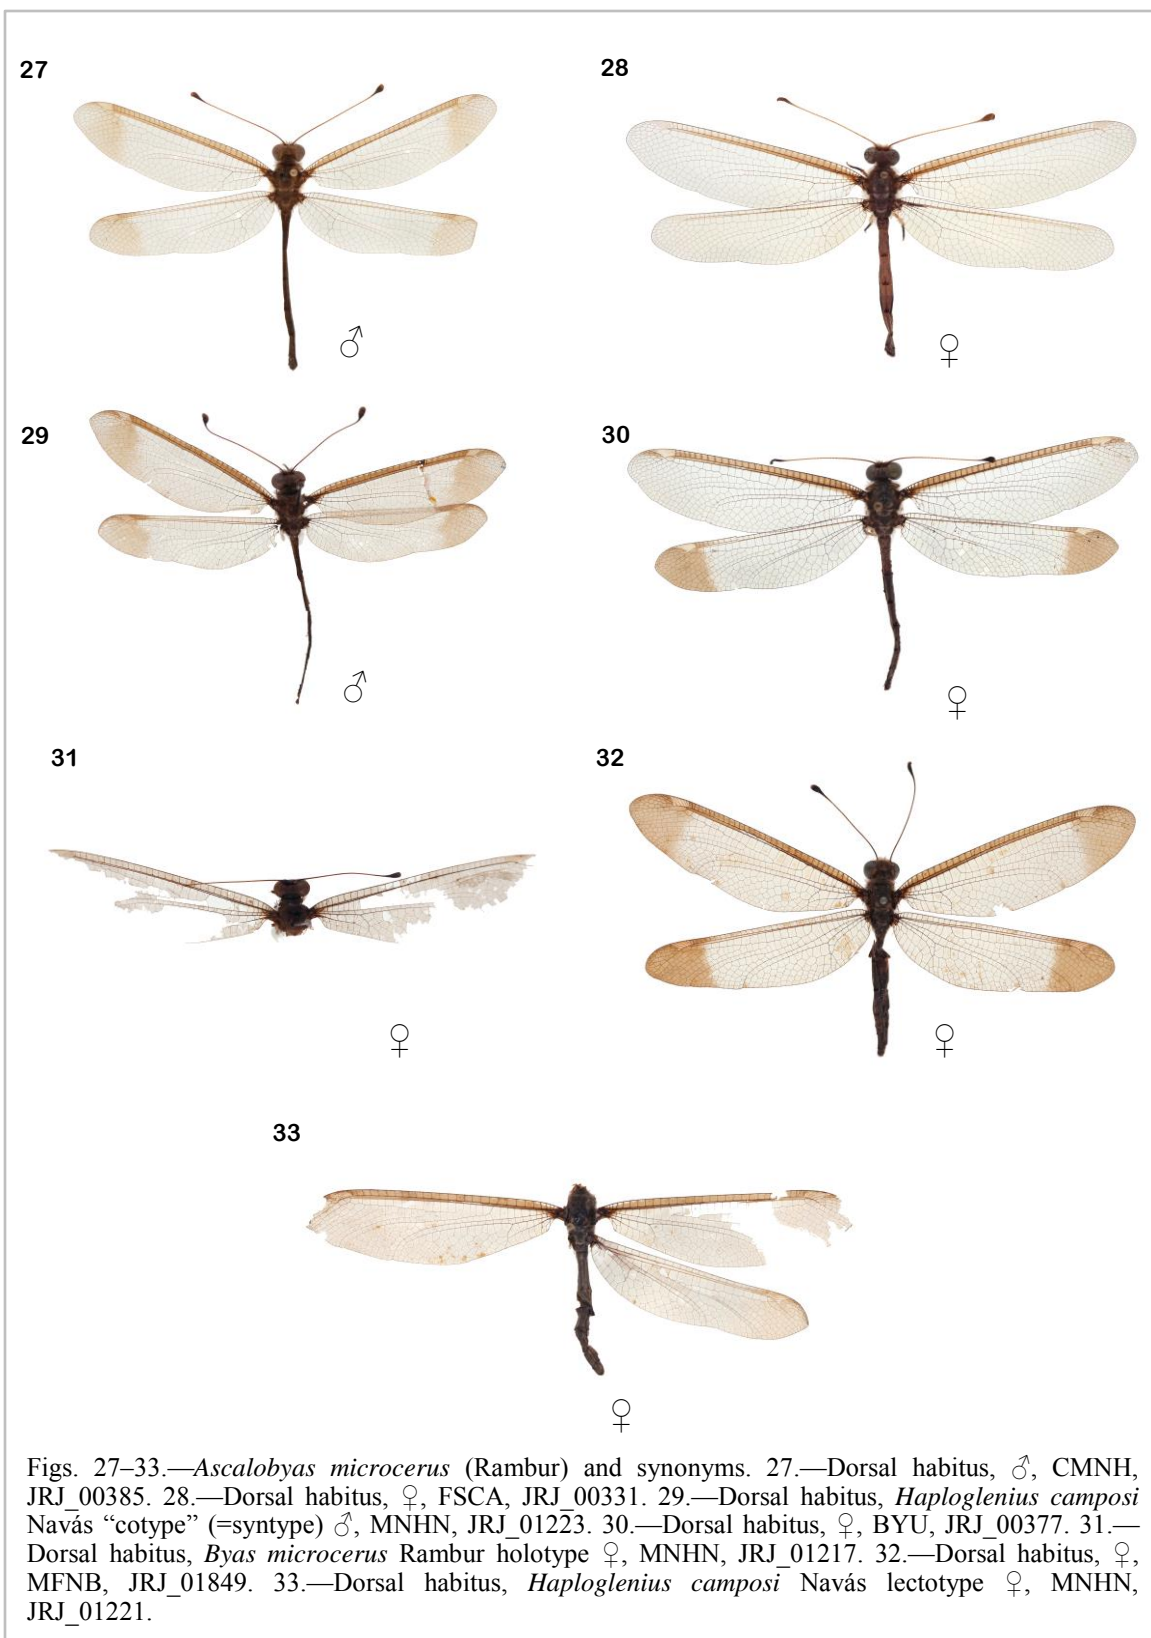 27
28
♂
♀
29
30
♂
♀
31
32
♀
♀
33
♀
Figs. 27–33.—Ascalobyas microcerus (Rambur) and synonyms. 27.—Dorsal habitus, ♂, CMNH,
JRJ_00385. 28.—Dorsal habitus, ♀, FSCA, JRJ_00331. 29.—Dorsal habitus, Haploglenius camposi
Navás “cotype” (=syntype) ♂, MNHN, JRJ_01223. 30.—Dorsal habitus, ♀, BYU, JRJ_00377. 31.—
Dorsal habitus, Byas microcerus Rambur holotype ♀, MNHN, JRJ_01217. 32.—Dorsal habitus, ♀,
MFNB, JRJ_01849. 33.—Dorsal habitus, Haploglenius camposi Navás lectotype ♀, MNHN,
JRJ_01221.